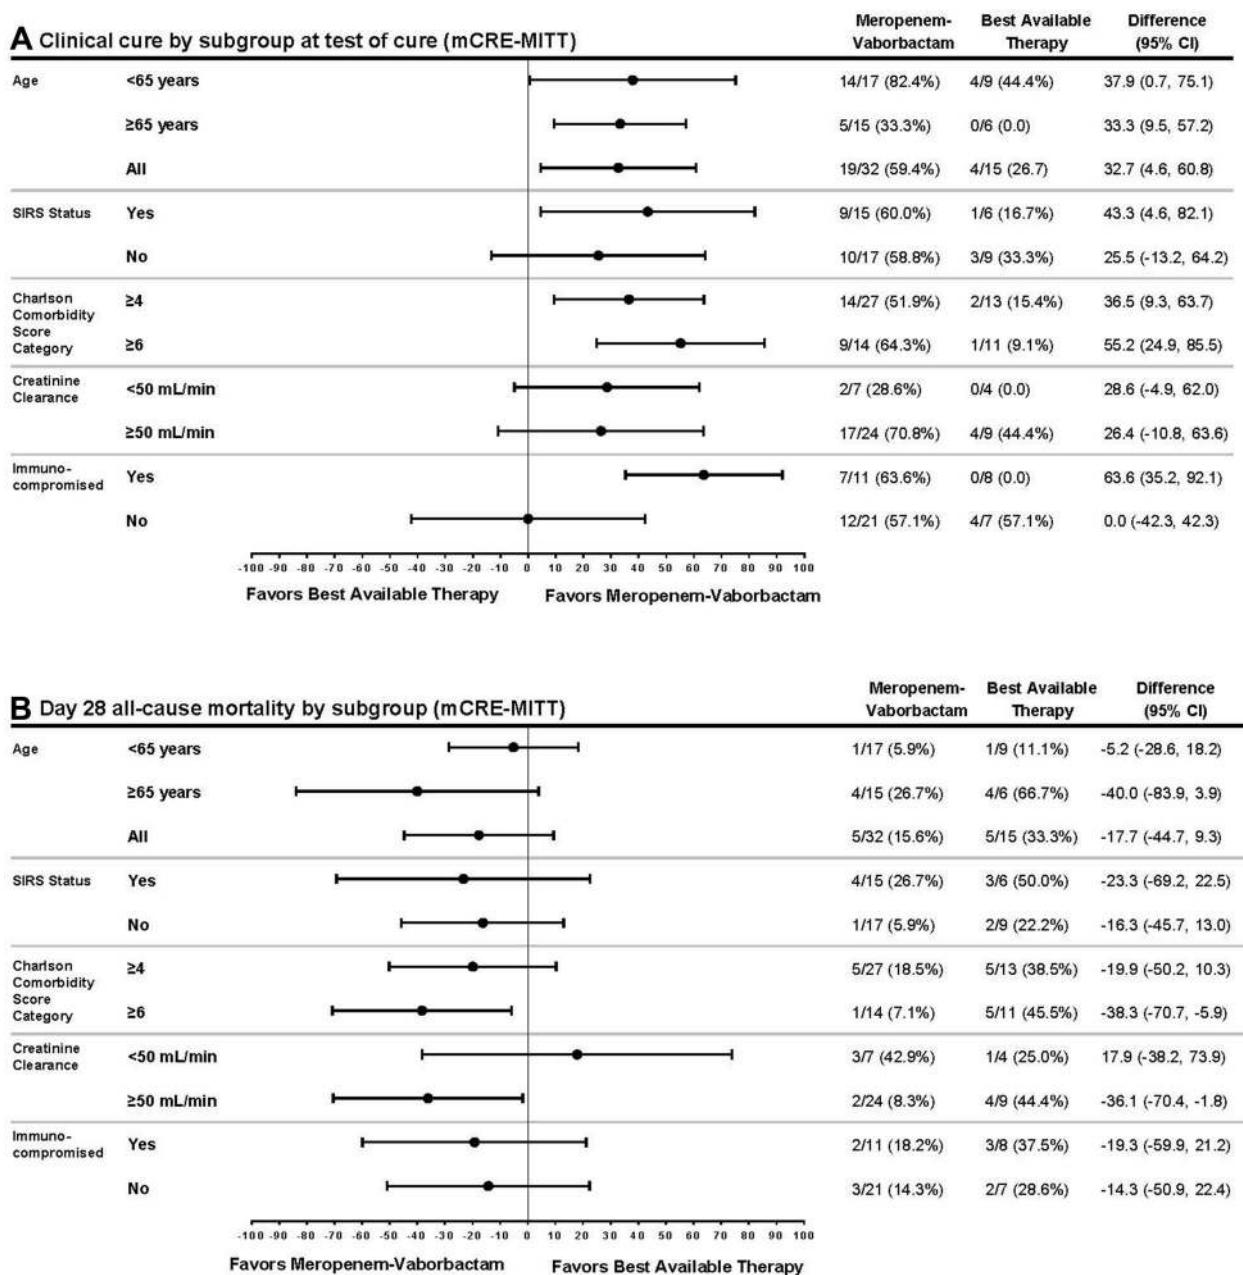 Meropenem- Best Available Difference
A Clinical cure by subgroup at test of cure (mCRE-MITT) Vaborbactam Therapy (95% CI)
Age <65 years 14/17 (82.4%) 4/9 (44.4%) 37.9 (0.7, 75.1)
≥65 years 5/15 (33.3%) 0/6 (0.0) 33.3 (9.5, 57.2)
All 19/32 (59.4%) 4/15 (26.7) 32.7 (4.6, 60.8)
SIRS Status Yes 9/15 (60.0%) 1/6 (16.7%) 43.3 (4.6, 82.1)
No 10/17 (58.8%) 3/9 (33.3%) 25.5 (-13.2, 64.2)
Charlson Comorbidity Score Category ≥4 14/27 (51.9%) 2/13 (15.4%) 36.5 (9.3, 63.7)
≥6 9/14 (64.3%) 1/11 (9.1%) 55.2 (24.9, 85.5)
Creatinine Clearance <50 mL/min 2/7 (28.6%) 0/4 (0.0) 28.6 (-4.9, 62.0)
≥50 mL/min 17/24 (70.8%) 4/9 (44.4%) 26.4 (-10.8, 63.6)
Immuno-compromised Yes 7/11 (63.6%) 0/8 (0.0) 63.6 (35.2, 92.1)
No 12/21 (57.1%) 4/7 (57.1%) 0.0 (-42.3, 42.3)
-100 -90 -80 -70 -60 -50 -40 -30 -20 -10 0 10 20 30 40 50 60 70 80 90 100
Favors Best Available Therapy Favors Meropenem-Vaborbactam
Meropenem- Best Available Difference
B Day 28 all-cause mortality by subgroup (mCRE-MITT) Vaborbactam Therapy (95% CI)
Age <65 years 1/17 (5.9%) 1/9 (11.1%) -5.2 (-28.6, 18.2)
≥65 years 4/15 (26.7%) 4/6 (66.7%) -40.0 (-83.9, 3.9)
All 5/32 (15.6%) 5/15 (33.3%) -17.7 (-44.7, 9.3)
SIRS Status Yes 4/15 (26.7%) 3/6 (50.0%) -23.3 (-69.2, 22.5)
No 1/17 (5.9%) 2/9 (22.2%) -16.3 (-45.7, 13.0)
Charlson Comorbidity Score Category ≥4 5/27 (18.5%) 5/13 (38.5%) -19.9 (-50.2, 10.3)
≥6 1/14 (7.1%) 5/11 (45.5%) -38.3 (-70.7, -5.9)
Creatinine Clearance <50 mL/min 3/7 (42.9%) 1/4 (25.0%) 17.9 (-38.2, 73.9)
≥50 mL/min 2/24 (8.3%) 4/9 (44.4%) -36.1 (-70.4, -1.8)
Immuno-compromised Yes 2/11 (18.2%) 3/8 (37.5%) -19.3 (-59.9, 21.2)
No 3/21 (14.3%) 2/7 (28.6%) -14.3 (-50.9, 22.4)
-100 -90 -80 -70 -60 -50 -40 -30 -20 -10 0 10 20 30 40 50 60 70 80 90 100
Favors Meropenem-Vaborbactam Favors Best Available Therapy